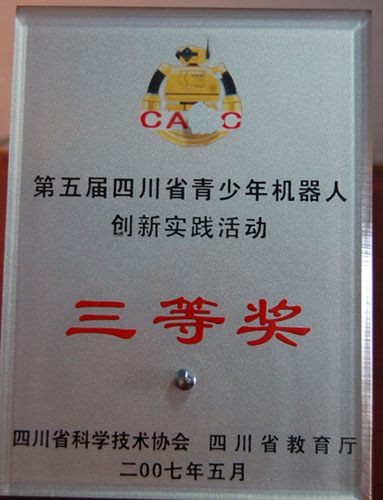 CA C
第五届四川省青少年机器人
创新实践活动
三等奖
四川省科学技术协会 四川省教育厅
二00七年五月